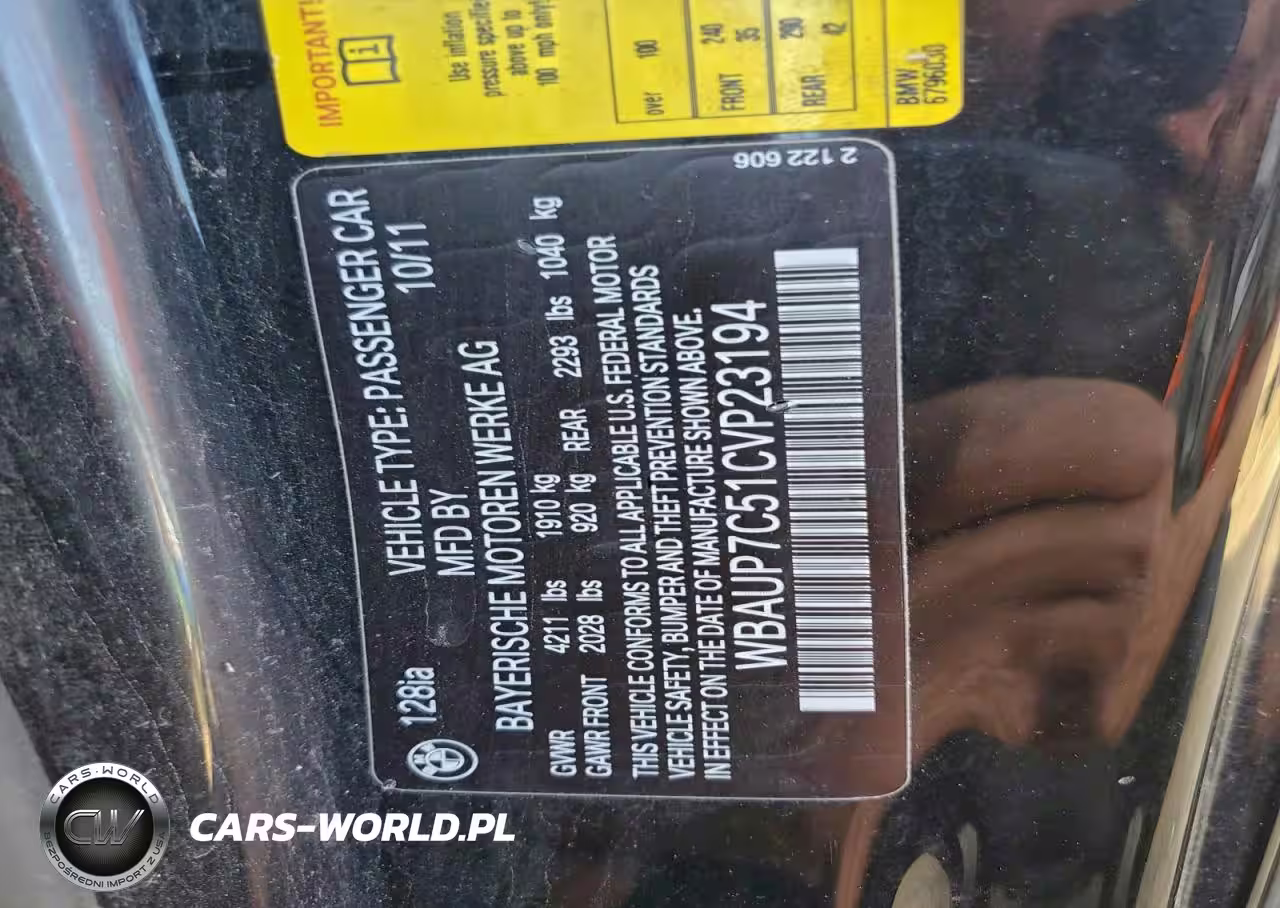 IMPORTANT
Use inflation
pressure specifie
above up to
100 mph
over 100
FRONT 240
35
REAR 290
42
BMW
6796030
2 122 606
128ia VEHICLE TYPE: PASSENGER CAR
MFD BY 10/11
BAYERISCHE MOTOREN WERKE AG
GVWR 4211 lbs 1910 kg
GAWR FRONT 2028 lbs 920 kg REAR 2293 lbs 1040 kg
THIS VEHICLE CONFORMS TO ALL APPLICABLE U.S. FEDERAL MOTOR
VEHICLE SAFETY, BUMPER AND THEFT PREVENTION STANDARDS
IN EFFECT ON THE DATE OF MANUFACTURE SHOWN ABOVE.
WBAUP7C51CVP23194
CARS-WORLD
CW
BEZPOŚREDNI IMPORT Z USA
CARS-WORLD.PL